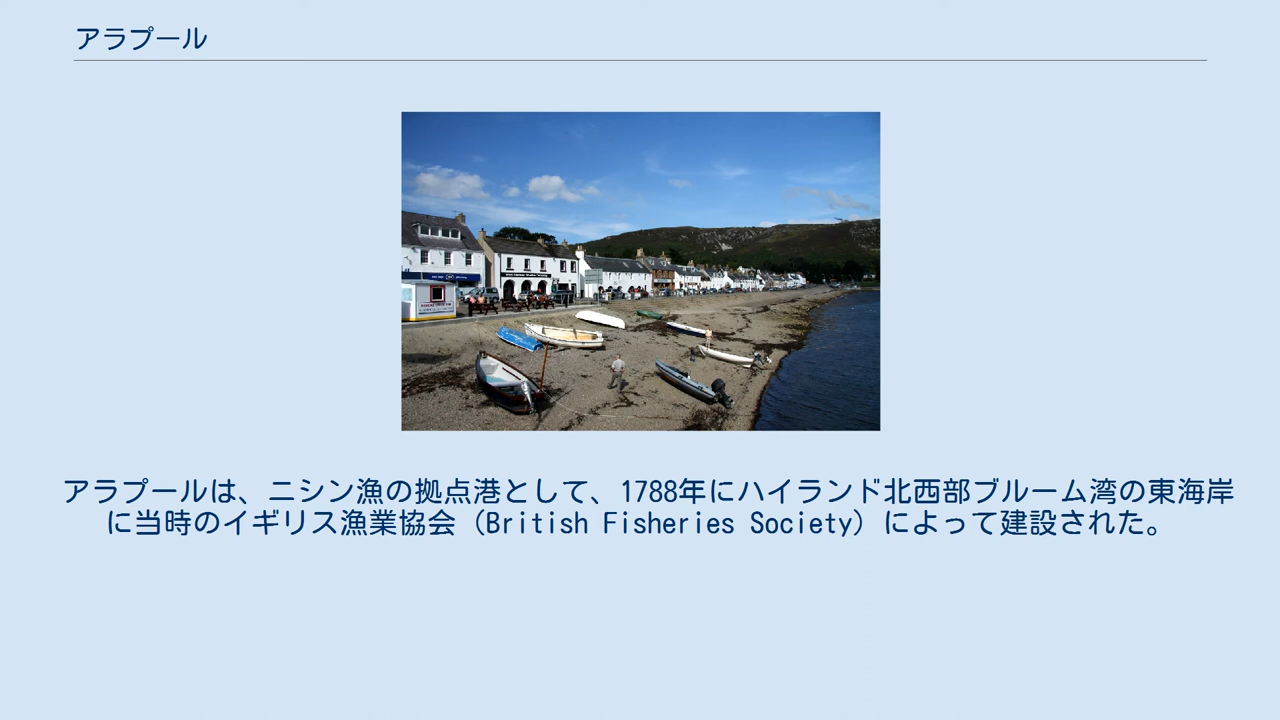 アラプール
アラプールは、ニシン漁の拠点港として、1788年にハイランド北西部ブルーム湾の東海岸
に当時のイギリス漁業協会（British Fisheries Society）によって建設された。